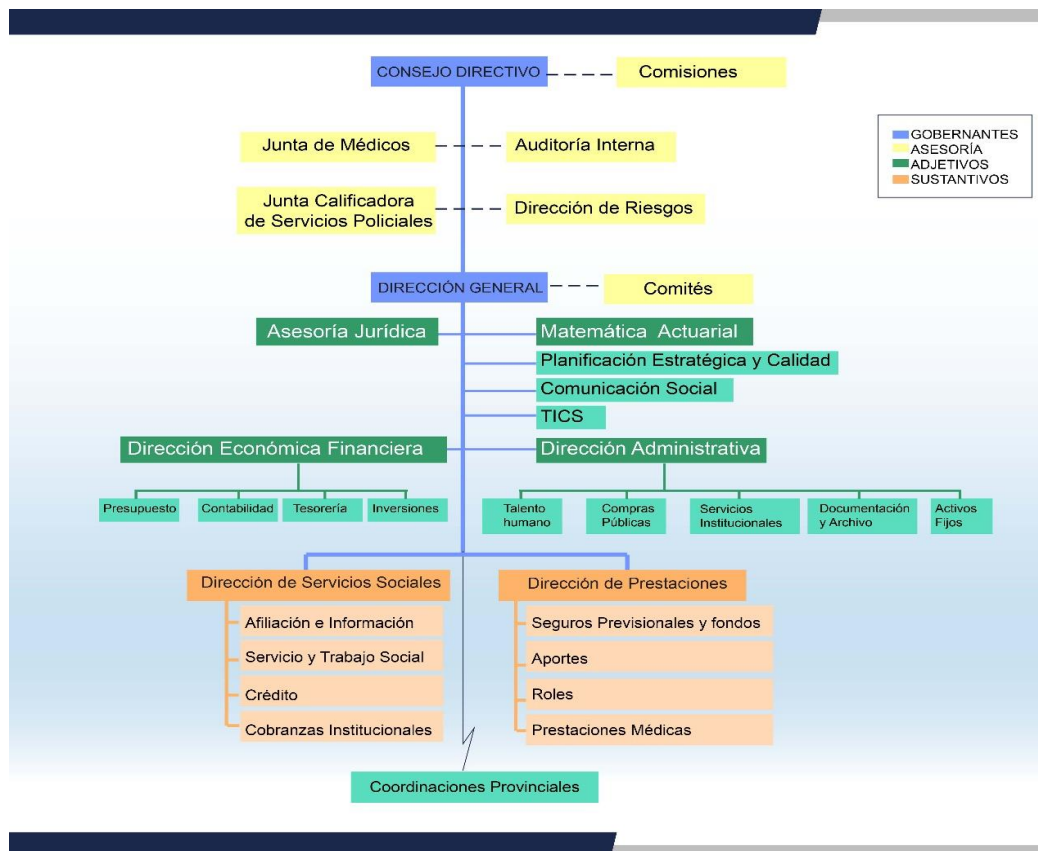 CONSEJO DIRECTIVO
Comisiones
GOBERNANTES
ASESORÍA
ADJETIVOS
SUSTANTIVOS
Junta de Médicos
Auditoría Interna
Junta Calificadora
de Servicios Policiales
Dirección de Riesgos
DIRECCIÓN GENERAL
Comités
Asesoría Jurídica
Matemática Actuarial
Planificación Estratégica y Calidad
Comunicación Social
TICS
Dirección Económica Financiera
Dirección Administrativa
Presupuesto
Contabilidad
Tesorería
Inversiones
Talento
humano
Compras
Públicas
Servicios
Institucionales
Documentación
y Archivo
Activos
Fijos
Dirección de Servicios Sociales
Afiliación e Información
Servicio y Trabajo Social
Crédito
Cobranzas Institucionales
Dirección de Prestaciones
Seguros Previsionales y fondos
Aportes
Roles
Prestaciones Médicas
Coordinaciones Provinciales